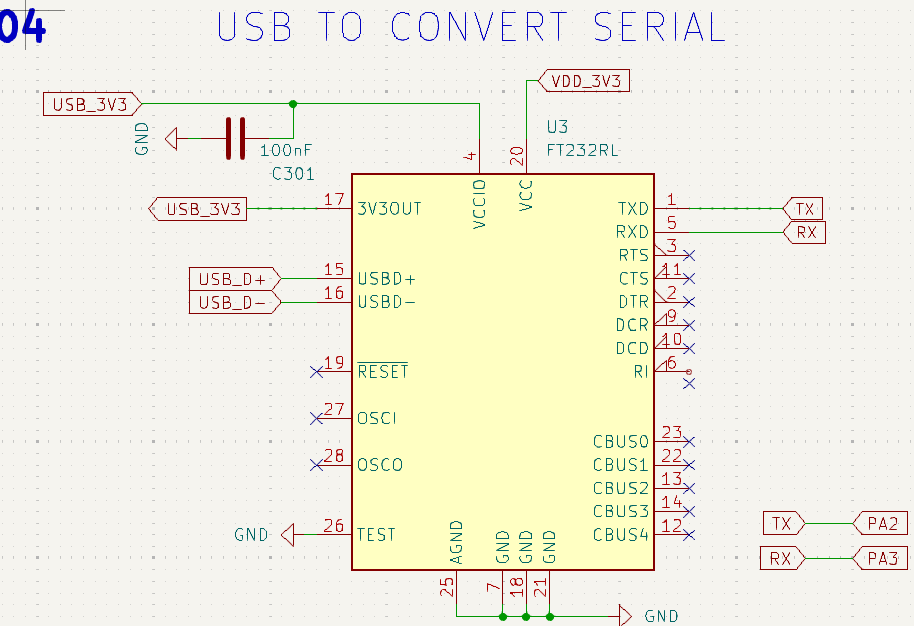 04
USB TO CONVERT SERIAL
USB_3V3
VDD_3V3
GND
100nF
C301
U3
FT232RL
4
20
VCCIO
VCC
USB_3V3
17
3V3OUT
TXD
1
TX
RXD
5
RX
RTS
3
USB_D+
15
USBD+
CTS
11
USB_D-
16
USBD-
DTR
2
DCR
9
DCD
10
19
RESET
RI
6
27
OSCI
CBUS0
23
28
OSCO
CBUS1
22
CBUS2
13
CBUS3
14
TX
PA2
GND
26
TEST
CBUS4
12
RX
PA3
AGND
GND
GND
GND
25
7
18
21
GND